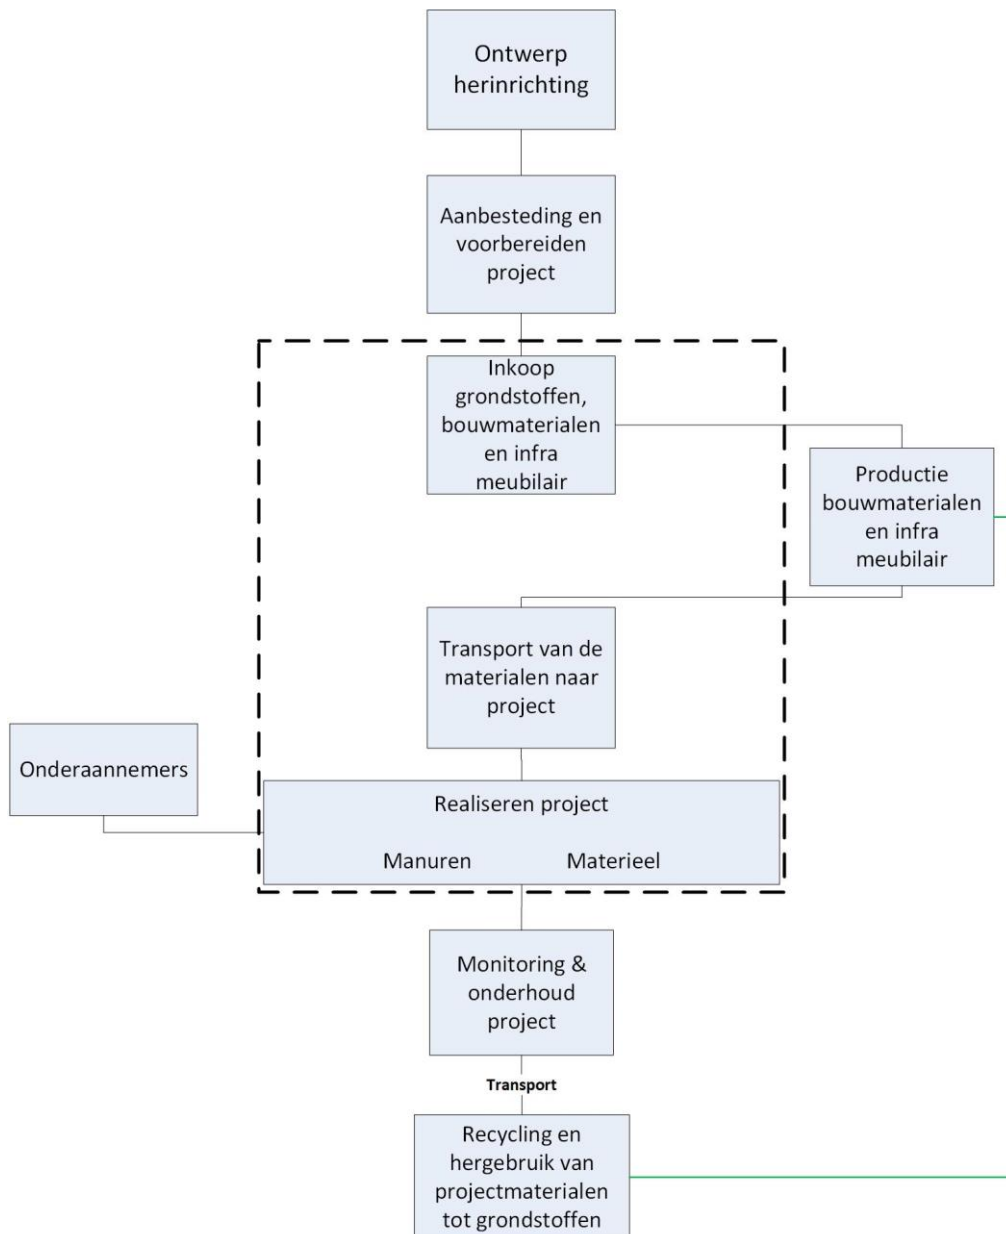 Ontwerp
herinrichting
Aanbesteding en
voorbereiden
project
Inkoop
grondstoffen,
bouwmaterialen
en infra
meubilair
Productie
bouwmaterialen
en infra
meubilair
Transport van de
materialen naar
project
Onderaannemers
Realiseren project
Manuren Materieel
Monitoring &
onderhoud
project
Transport
Recycling en
hergebruik van
projectmaterialen
tot grondstoffen